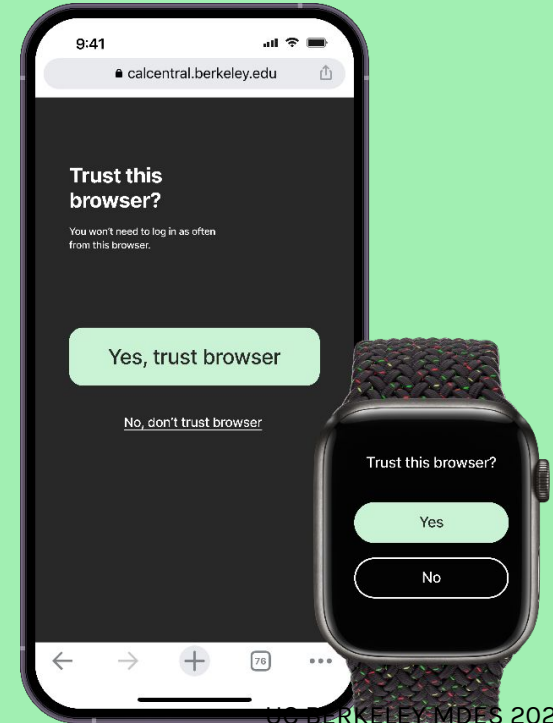 9:41
calcentral.berkeley.edu
Trust this
browser?
You won't need to log in as often
from this browser.
Yes, trust browser
No, don't trust browser
76
Trust this browser?
Yes
No
UC BERKELEY MDES 202